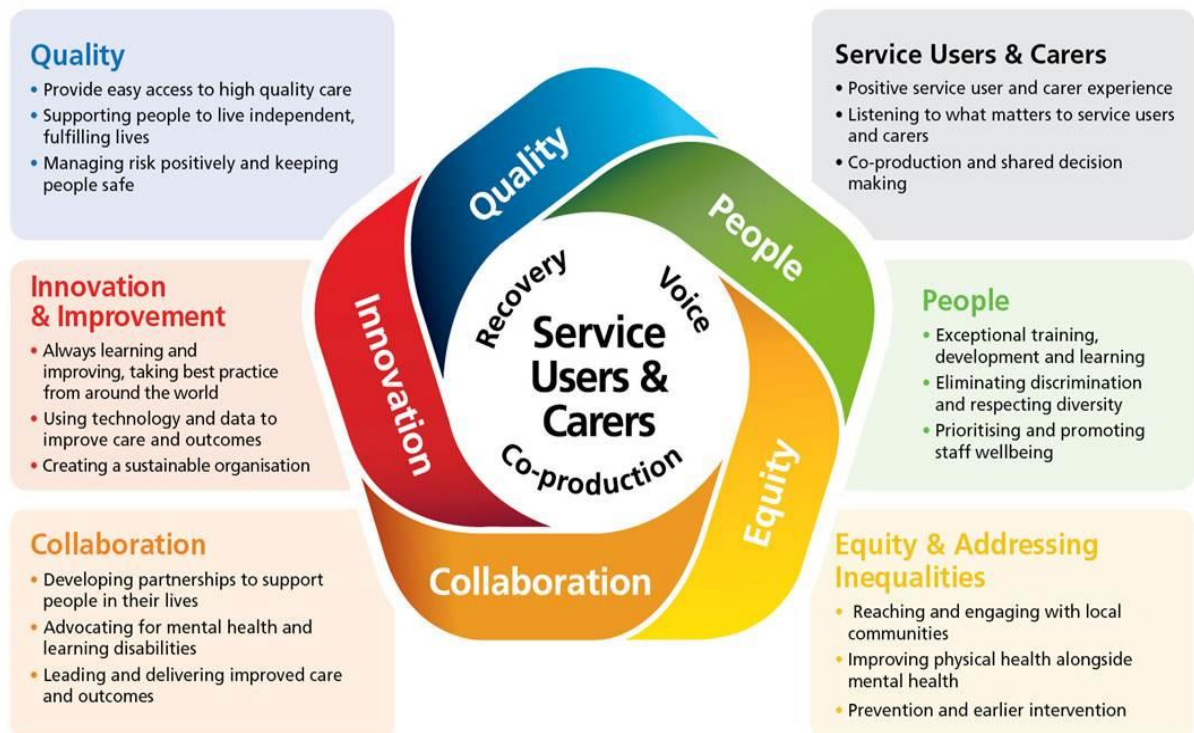 Quality
• Provide easy access to high quality care
• Supporting people to live independent,
fulfilling lives
• Managing risk positively and keeping
people safe
Innovation
& Improvement
• Always learning and
improving, taking best practice
from around the world
• Using technology and data to
improve care and outcomes
• Creating a sustainable organisation
Collaboration
• Developing partnerships to support
people in their lives
• Advocating for mental health and
learning disabilities
• Leading and delivering improved care
and outcomes
Quality
People
Equity
Collaboration
Innovation
Recovery
Voice
Service
Users &
Carers
Co-production
Service Users & Carers
• Positive service user and carer experience
• Listening to what matters to service users
and carers
• Co-production and shared decision
making
People
• Exceptional training,
development and learning
• Eliminating discrimination
and respecting diversity
• Prioritising and promoting
staff wellbeing
Equity & Addressing
Inequalities
• Reaching and engaging with local
communities
• Improving physical health alongside
mental health
• Prevention and earlier intervention